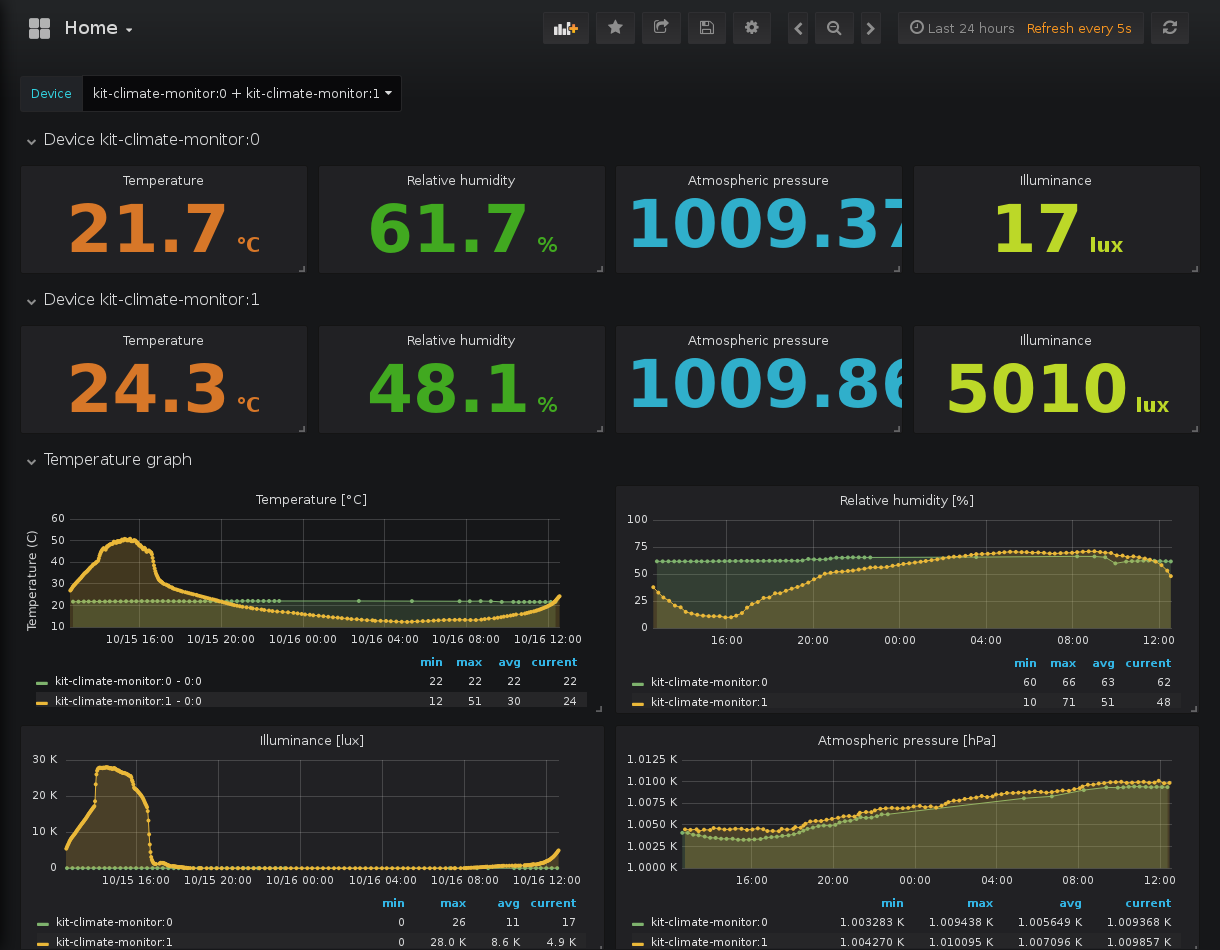 Home
Last 24 hours Refresh every 5s
Device kit-climate-monitor:0 + kit-climate-monitor:1
Device kit-climate-monitor:0
Temperature Relative humidity Atmospheric pressure Illuminance
21.7 °C 61.7 % 1009.37 17 lux
Device kit-climate-monitor:1
Temperature Relative humidity Atmospheric pressure Illuminance
24.3 °C 48.1 % 1009.86 5010 lux
Temperature graph
Temperature [°C]
Temperature (C)
60
50
40
30
20
10
10/15 16:00 10/15 20:00 10/16 00:00 10/16 04:00 10/16 08:00 10/16 12:00
min max avg current
kit-climate-monitor:0 - 0:0 22 22 22 22
kit-climate-monitor:1 - 0:0 12 51 30 24
Relative humidity [%]
100
75
50
25
0
16:00 20:00 00:00 04:00 08:00 12:00
min max avg current
kit-climate-monitor:0 60 66 63 62
kit-climate-monitor:1 10 71 51 48
Illuminance [lux]
30 K
20 K
10 K
0
10/15 16:00 10/15 20:00 10/16 00:00 10/16 04:00 10/16 08:00 10/16 12:00
min max avg current
kit-climate-monitor:0 0 26 11 17
kit-climate-monitor:1 0 28.0 K 8.6 K 4.9 K
Atmospheric pressure [hPa]
1.0125 K
1.0100 K
1.0075 K
1.0050 K
1.0025 K
1.0000 K
16:00 20:00 00:00 04:00 08:00 12:00
min max avg current
kit-climate-monitor:0 1.003283 K 1.009438 K 1.005649 K 1.009368 K
kit-climate-monitor:1 1.004270 K 1.010095 K 1.007096 K 1.009857 K